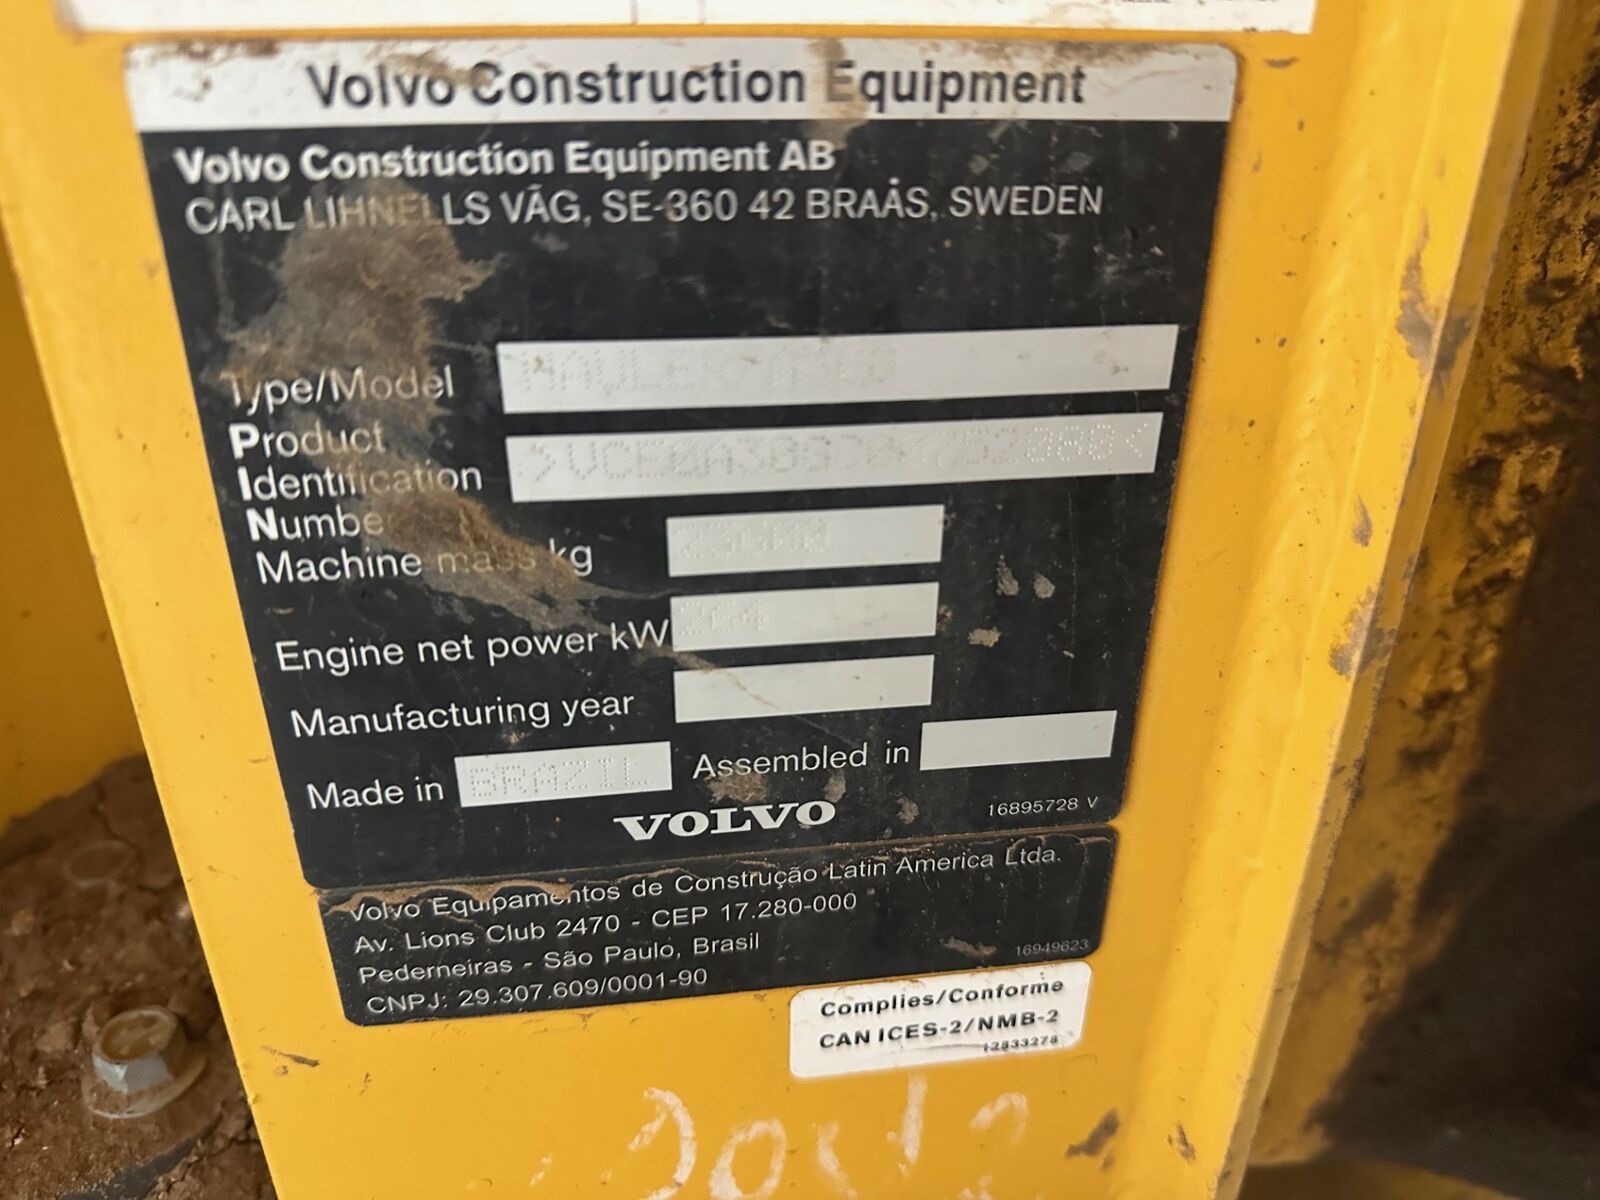 Volvo Construction Equipment
Volvo Construction Equipment AB
CARL LIHNELLS VÄG, SE-360 42 BRAÅS, SWEDEN
Type/Model
Product
Identification
Number
Machine mass kg
Engine net power kW 264
Manufacturing year
Made in BRAZIL Assembled in
VOLVO 16895728 V
Volvo Equipamentos de Construção Latin America Ltda.
Av. Lions Club 2470 - CEP 17.280-000
Pederneiras - São Paulo, Brasil
CNPJ: 29.307.609/0001-90
16949623
Complies/Conforme
CAN ICES-2/NMB-2
12833278